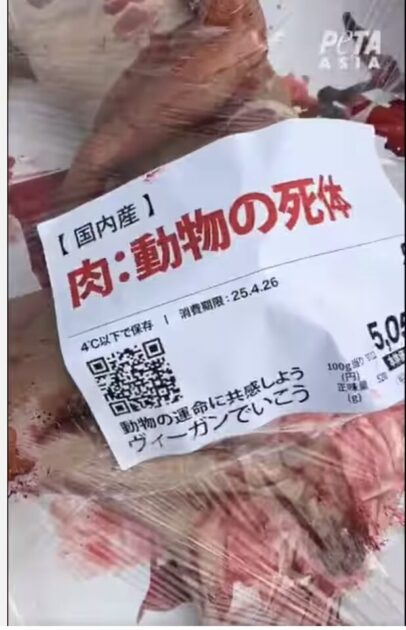 PETA
ASIA
【国内産】
肉：動物の死体
4℃以下で保存 | 消費期限：25.4.26
動物の運命に共感しよう
ヴィーガンでいこう
100g当り
(円)
正味量
(g)
5,0